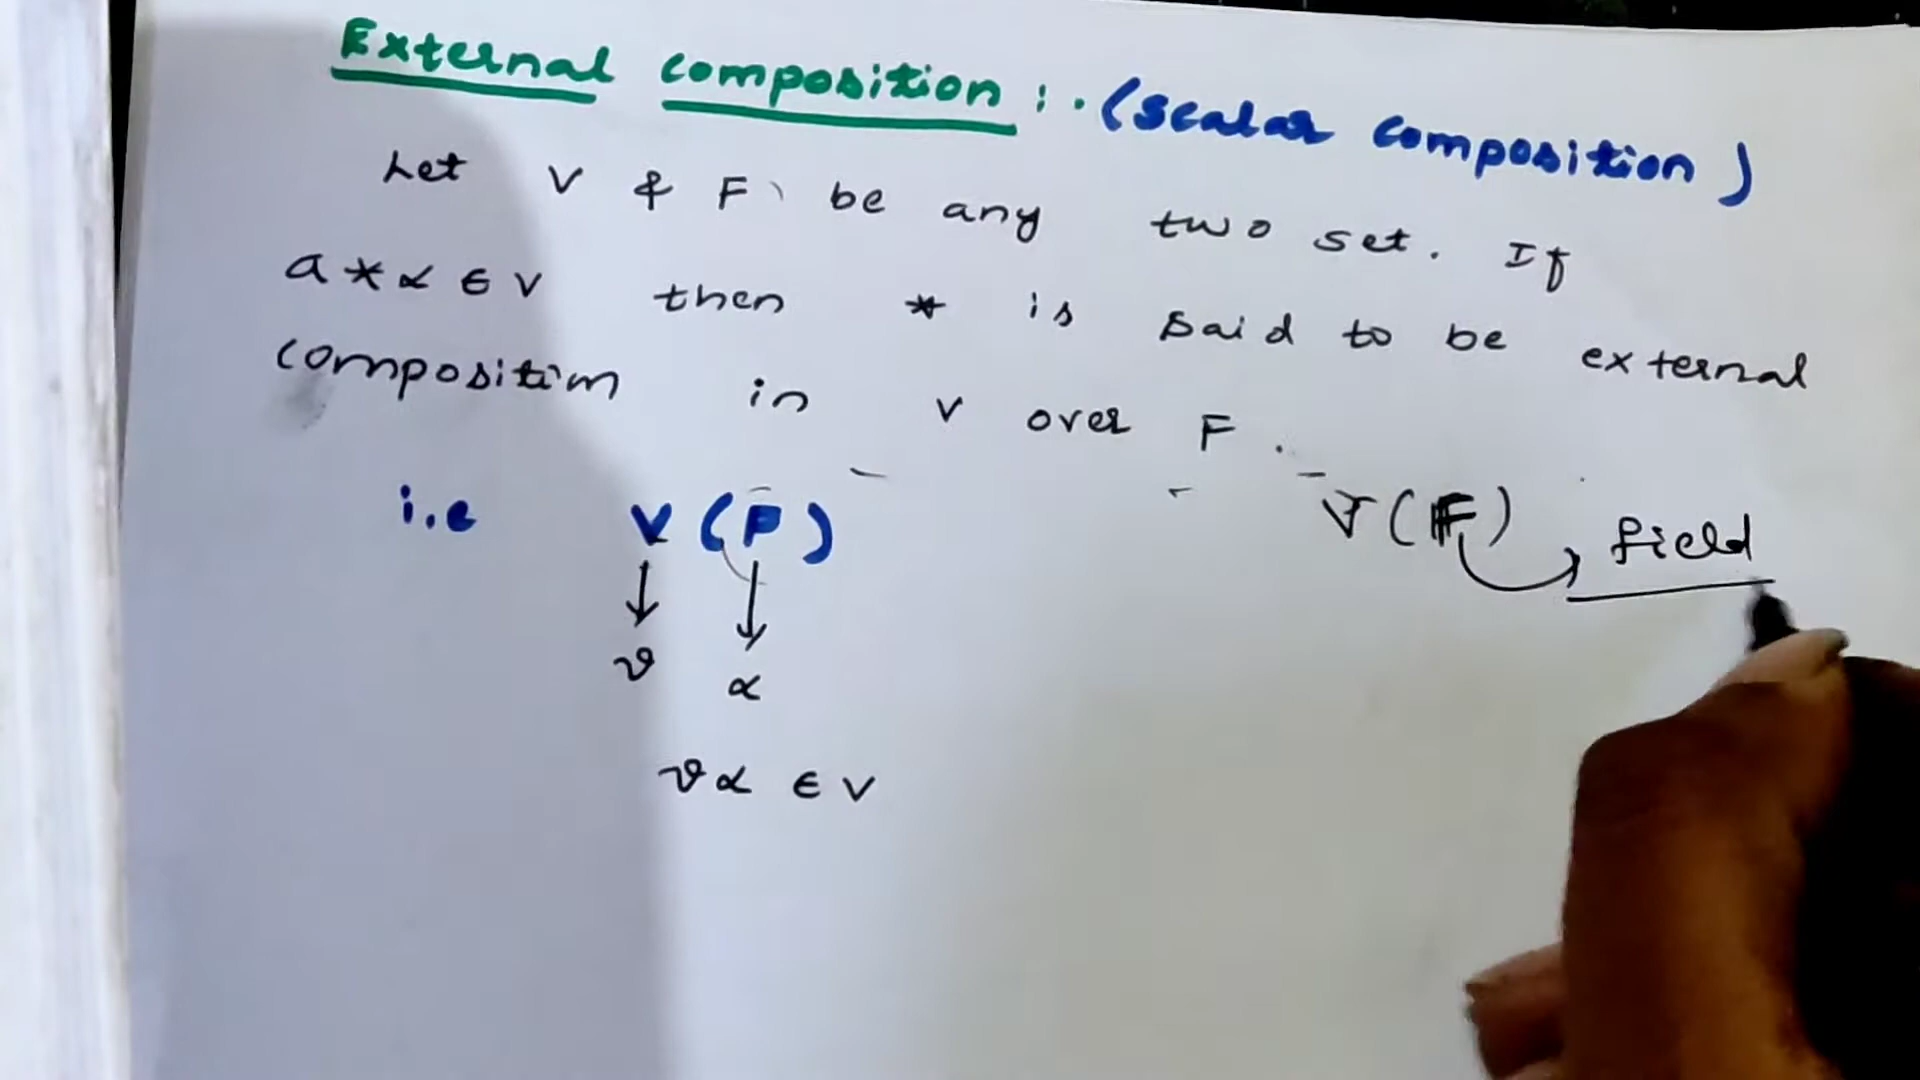 External composition : . (scalar composition)
Let V & F be any two set. If
a * α ∈ V then * is said to be external
composition in V over F.
i.e V (F) V(F) field
v α
vα ∈ V